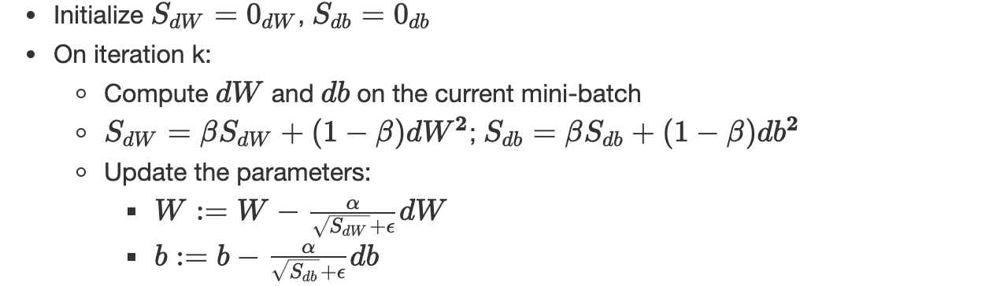 • Initialize $S_{dW} = 0_{dW}, S_{db} = 0_{db}$
• On iteration k:
◦ Compute $dW$ and $db$ on the current mini-batch
◦ $S_{dW} = \beta S_{dW} + (1 - \beta)dW^2; S_{db} = \beta S_{db} + (1 - \beta)db^2$
◦ Update the parameters:
▪ $W := W - \frac{\alpha}{\sqrt{S_{dW}} + \epsilon} dW$
▪ $b := b - \frac{\alpha}{\sqrt{S_{db}} + \epsilon} db$